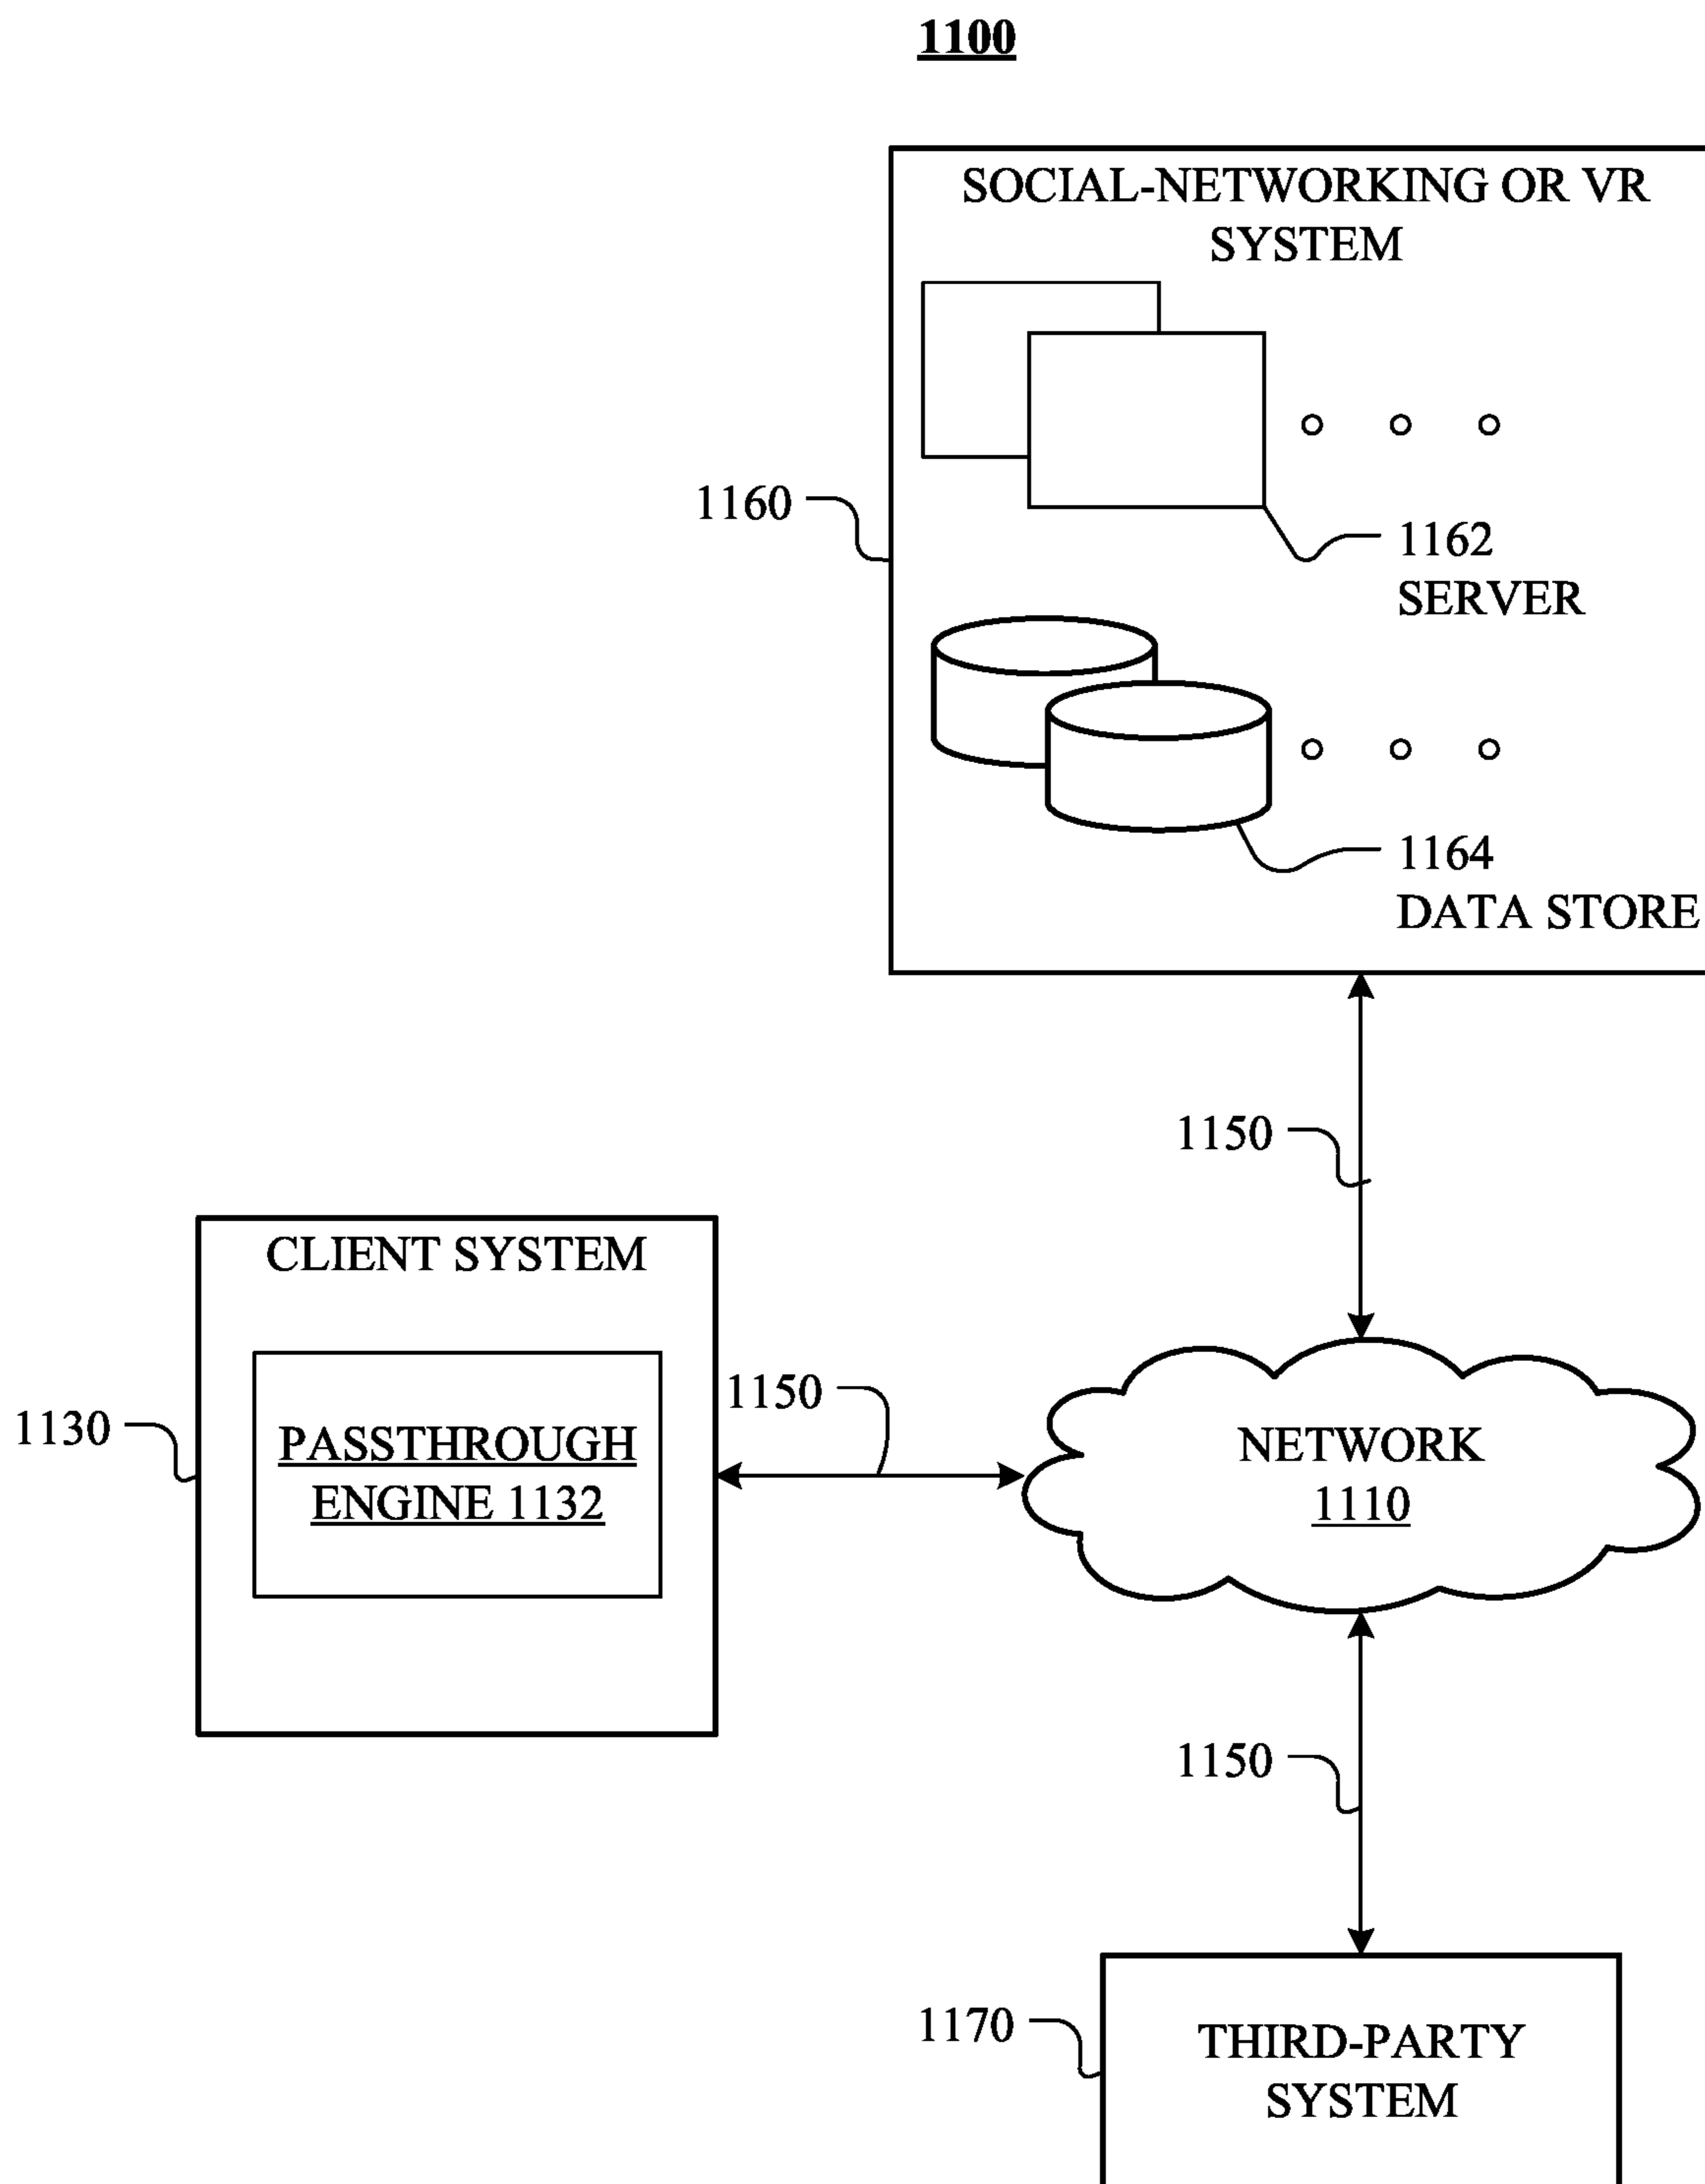 1100
SOCIAL-NETWORKING OR VR
SYSTEM
1160
1162
SERVER
1164
DATA STORE
1150
CLIENT SYSTEM
1130
PASSTHROUGH
ENGINE 1132
1150
NETWORK
1110
1150
1170
THIRD-PARTY
SYSTEM